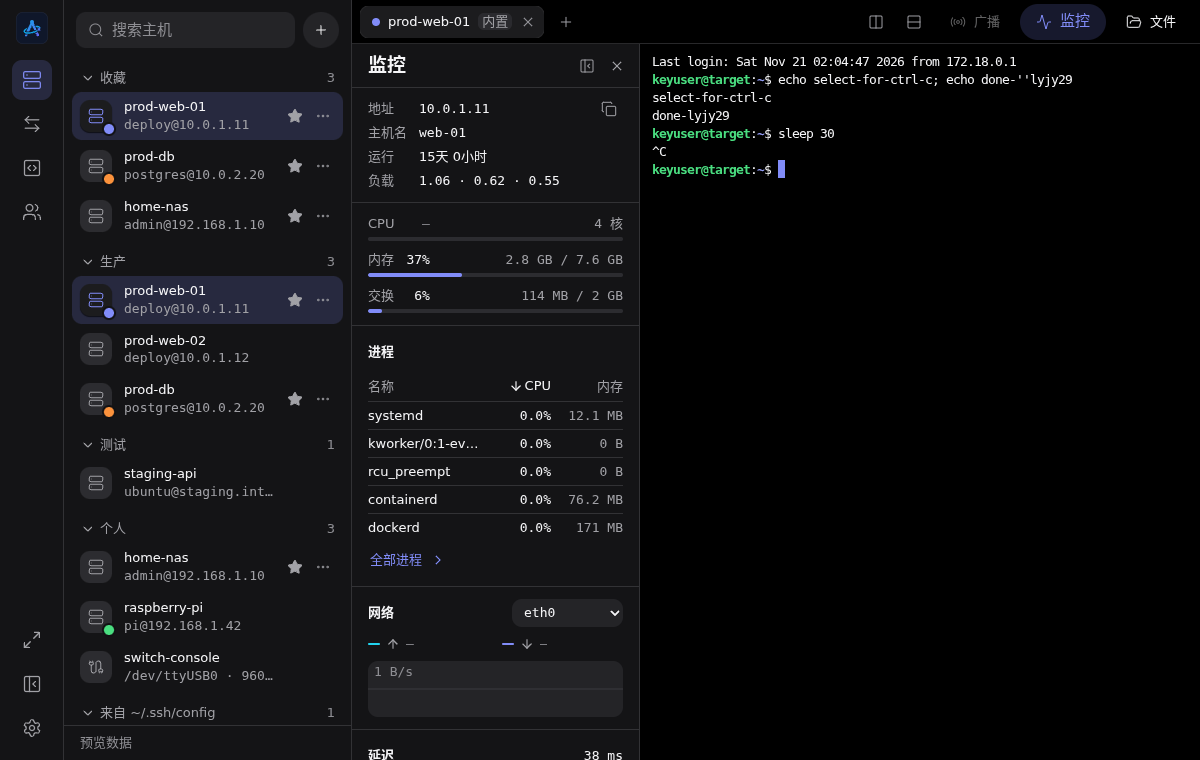 搜索主机
收藏 3
prod-web-01
deploy@10.0.1.11
prod-db
postgres@10.0.2.20
home-nas
admin@192.168.1.10
生产 3
prod-web-01
deploy@10.0.1.11
prod-web-02
deploy@10.0.1.12
prod-db
postgres@10.0.2.20
测试 1
staging-api
ubuntu@staging.int…
个人 3
home-nas
admin@192.168.1.10
raspberry-pi
pi@192.168.1.42
switch-console
/dev/ttyUSB0 · 960…
来自 ~/.ssh/config 1
预览数据
prod-web-01 内置
广播 监控 文件
监控
地址 10.0.1.11
主机名 web-01
运行 15天 0小时
负载 1.06 · 0.62 · 0.55
CPU — 4 核
内存 37% 2.8 GB / 7.6 GB
交换 6% 114 MB / 2 GB
进程
名称 CPU 内存
systemd 0.0% 12.1 MB
kworker/0:1-ev… 0.0% 0 B
rcu_preempt 0.0% 0 B
containerd 0.0% 76.2 MB
dockerd 0.0% 171 MB
全部进程
网络 eth0
↑ — ↓ —
1 B/s
延迟 38 ms
Last login: Sat Nov 21 02:04:47 2026 from 172.18.0.1
keyuser@target:~$ echo select-for-ctrl-c; echo done-''lyjy29
select-for-ctrl-c
done-lyjy29
keyuser@target:~$ sleep 30
^C
keyuser@target:~$